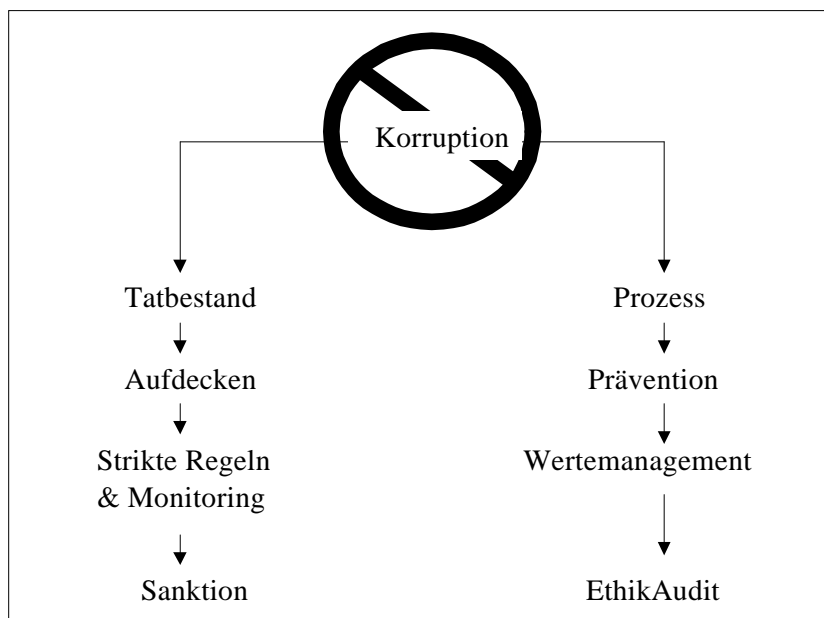 Korruption
Tatbestand
Aufdecken
Strikte Regeln
& Monitoring
Sanktion
Prozess
Prävention
Wertemanagement
EthikAudit